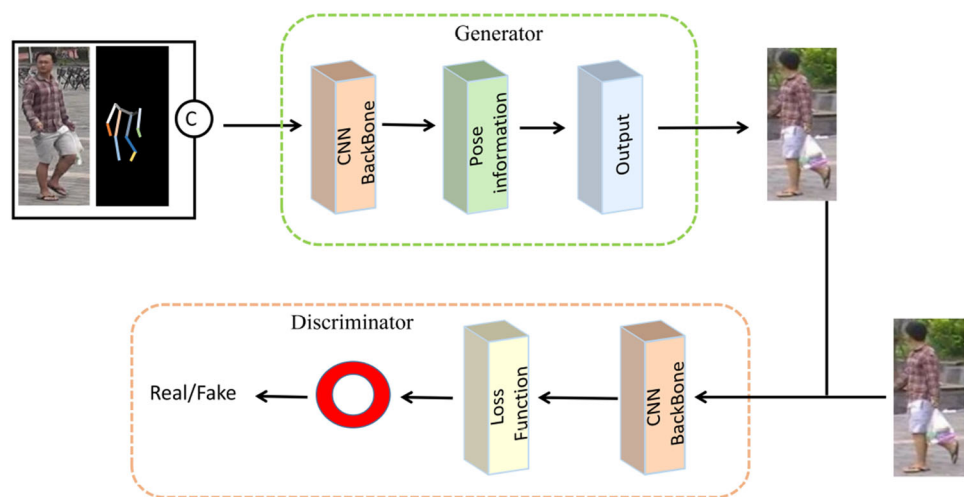 Generator
C
CNN
BackBone
Pose
information
Output
Discriminator
Real/Fake
Loss
Function
CNN
BackBone